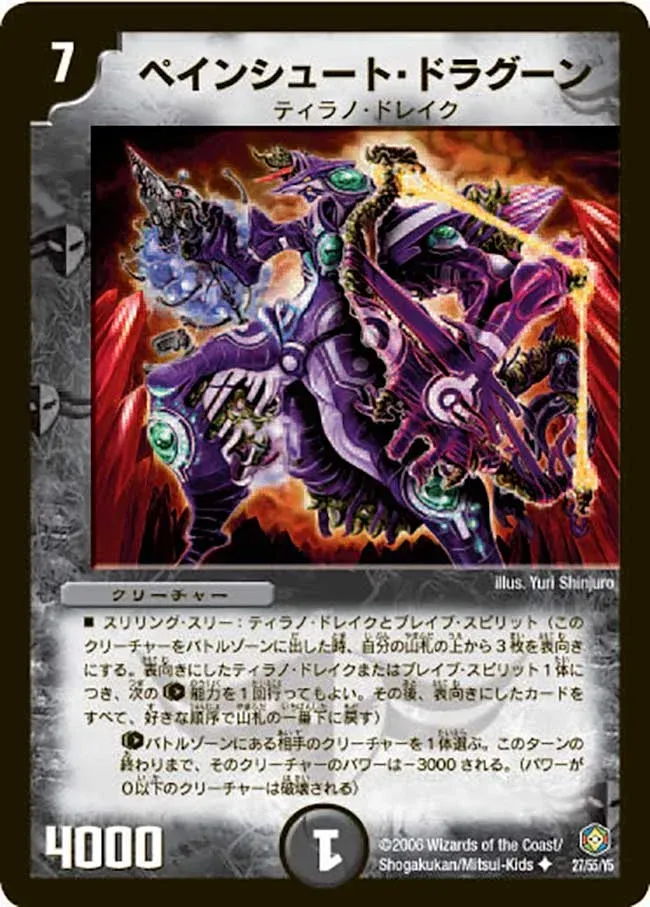 7
ペインシュート・ドラグーン
ティラノ・ドレイク
illus. Yuri Shinjuro
クリーチャー
■ スリリング・スリー：ティラノ・ドレイクとブレイブ・スピリット（この
クリーチャーをバトルゾーンに出した時、自分の山札の上から3枚を表向き
にする。表向きにしたティラノ・ドレイクまたはブレイブ・スピリット1体に
つき、次の 能力を1回行ってもよい。その後、表向きにしたカードを
すべて、好きな順序で山札の一番下に戻す）
バトルゾーンにある相手のクリーチャーを1体選ぶ。このターンの
終わりまで、そのクリーチャーのパワーは－3000される。（パワーが
0以下のクリーチャーは破壊される）
4000
1
©2006 Wizards of the Coast/
Shogakukan/Mitsui-Kids
27/55/Y5